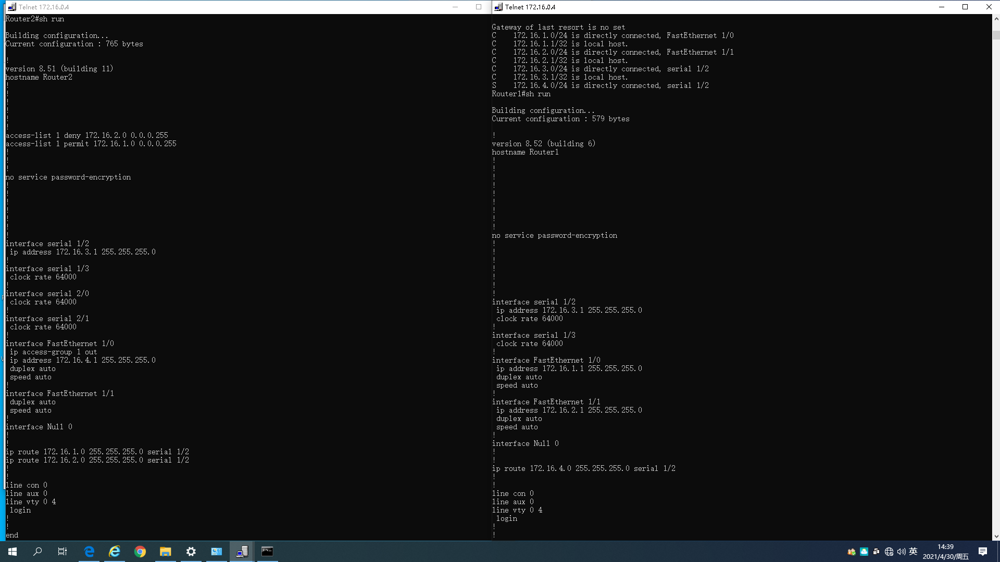 Telnet 172.16.0.4
Router2#sh run
Building configuration...
Current configuration : 765 bytes
!
version 8.51 (building 11)
hostname Router2
!
!
!
!
!
!
access-list 1 deny 172.16.2.0 0.0.0.255
access-list 1 permit 172.16.1.0 0.0.0.255
!
!
!
no service password-encryption
!
!
!
!
!
!
!
interface serial 1/2
 ip address 172.16.3.1 255.255.255.0
!
interface serial 1/3
 clock rate 64000
!
interface serial 2/0
 clock rate 64000
!
interface serial 2/1
 clock rate 64000
!
interface FastEthernet 1/0
 ip access-group 1 out
 ip address 172.16.4.1 255.255.255.0
 duplex auto
 speed auto
!
interface FastEthernet 1/1
 duplex auto
 speed auto
!
interface Null 0
!
!
ip route 172.16.1.0 255.255.255.0 serial 1/2
ip route 172.16.2.0 255.255.255.0 serial 1/2
!
!
line con 0
line aux 0
line vty 0 4
 login
!
!
end
Telnet 172.16.0.4
Gateway of last resort is no set
C    172.16.1.0/24 is directly connected, FastEthernet 1/0
C    172.16.1.1/32 is local host.
C    172.16.2.0/24 is directly connected, FastEthernet 1/1
C    172.16.2.1/32 is local host.
C    172.16.3.0/24 is directly connected, serial 1/2
C    172.16.3.1/32 is local host.
S    172.16.4.0/24 is directly connected, serial 1/2
Router1#sh run
Building configuration...
Current configuration : 579 bytes
!
version 8.52 (building 6)
hostname Router1
!
!
!
!
!
!
!
!
!
no service password-encryption
!
!
!
!
!
!
!
interface serial 1/2
 ip address 172.16.3.1 255.255.255.0
 clock rate 64000
!
interface serial 1/3
 clock rate 64000
!
interface FastEthernet 1/0
 ip address 172.16.1.1 255.255.255.0
 duplex auto
 speed auto
!
interface FastEthernet 1/1
 ip address 172.16.2.1 255.255.255.0
 duplex auto
 speed auto
!
interface Null 0
!
!
ip route 172.16.4.0 255.255.255.0 serial 1/2
!
!
line con 0
line aux 0
line vty 0 4
 login
!
!
英
14:39
2021/4/30/周五